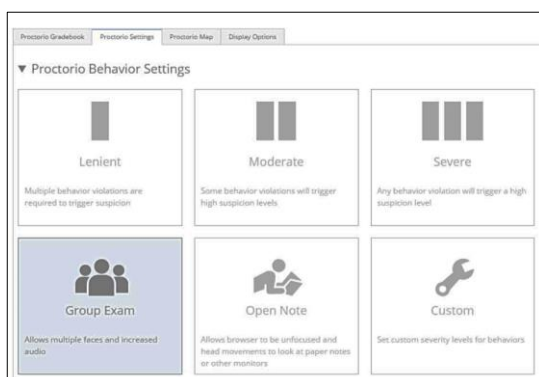 Proctorio Gradebook Proctorio Settings Proctorio Map Display Options
▼ Proctorio Behavior Settings
Lenient
Multiple behavior violations are
required to trigger suspicion
Moderate
Some behavior violations will trigger
high suspicion levels
Severe
Any behavior violation will trigger a high
suspicion level
Group Exam
Allows multiple faces and increased
audio
Open Note
Allows browser to be unfocused and
head movements to look at paper notes
or other monitors
Custom
Set custom severity levels for behaviors